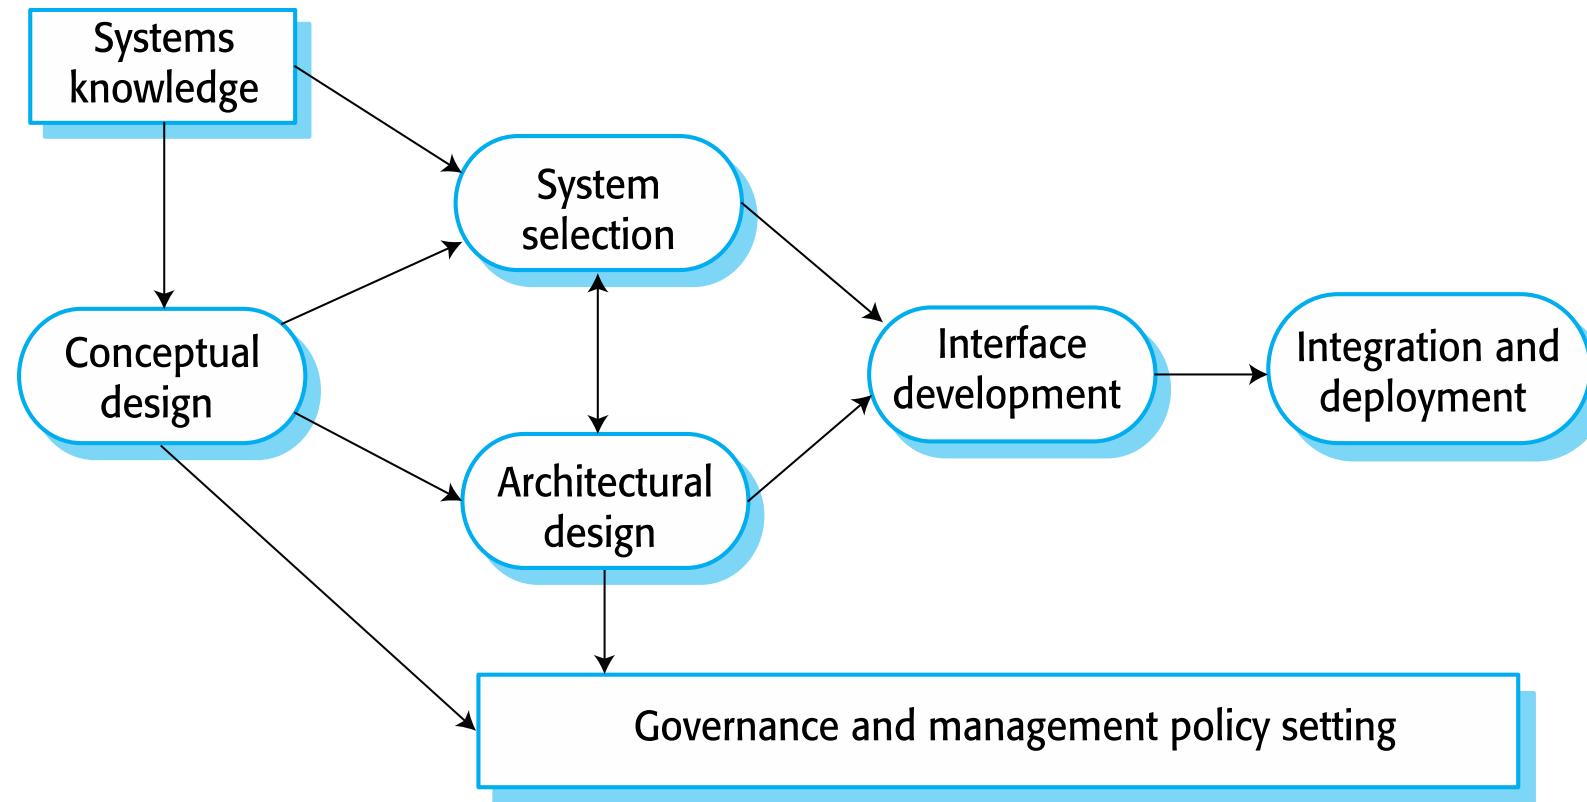 Systems
knowledge
System
selection
Conceptual
design
Interface
development
Integration and
deployment
Architectural
design
Governance and management policy setting